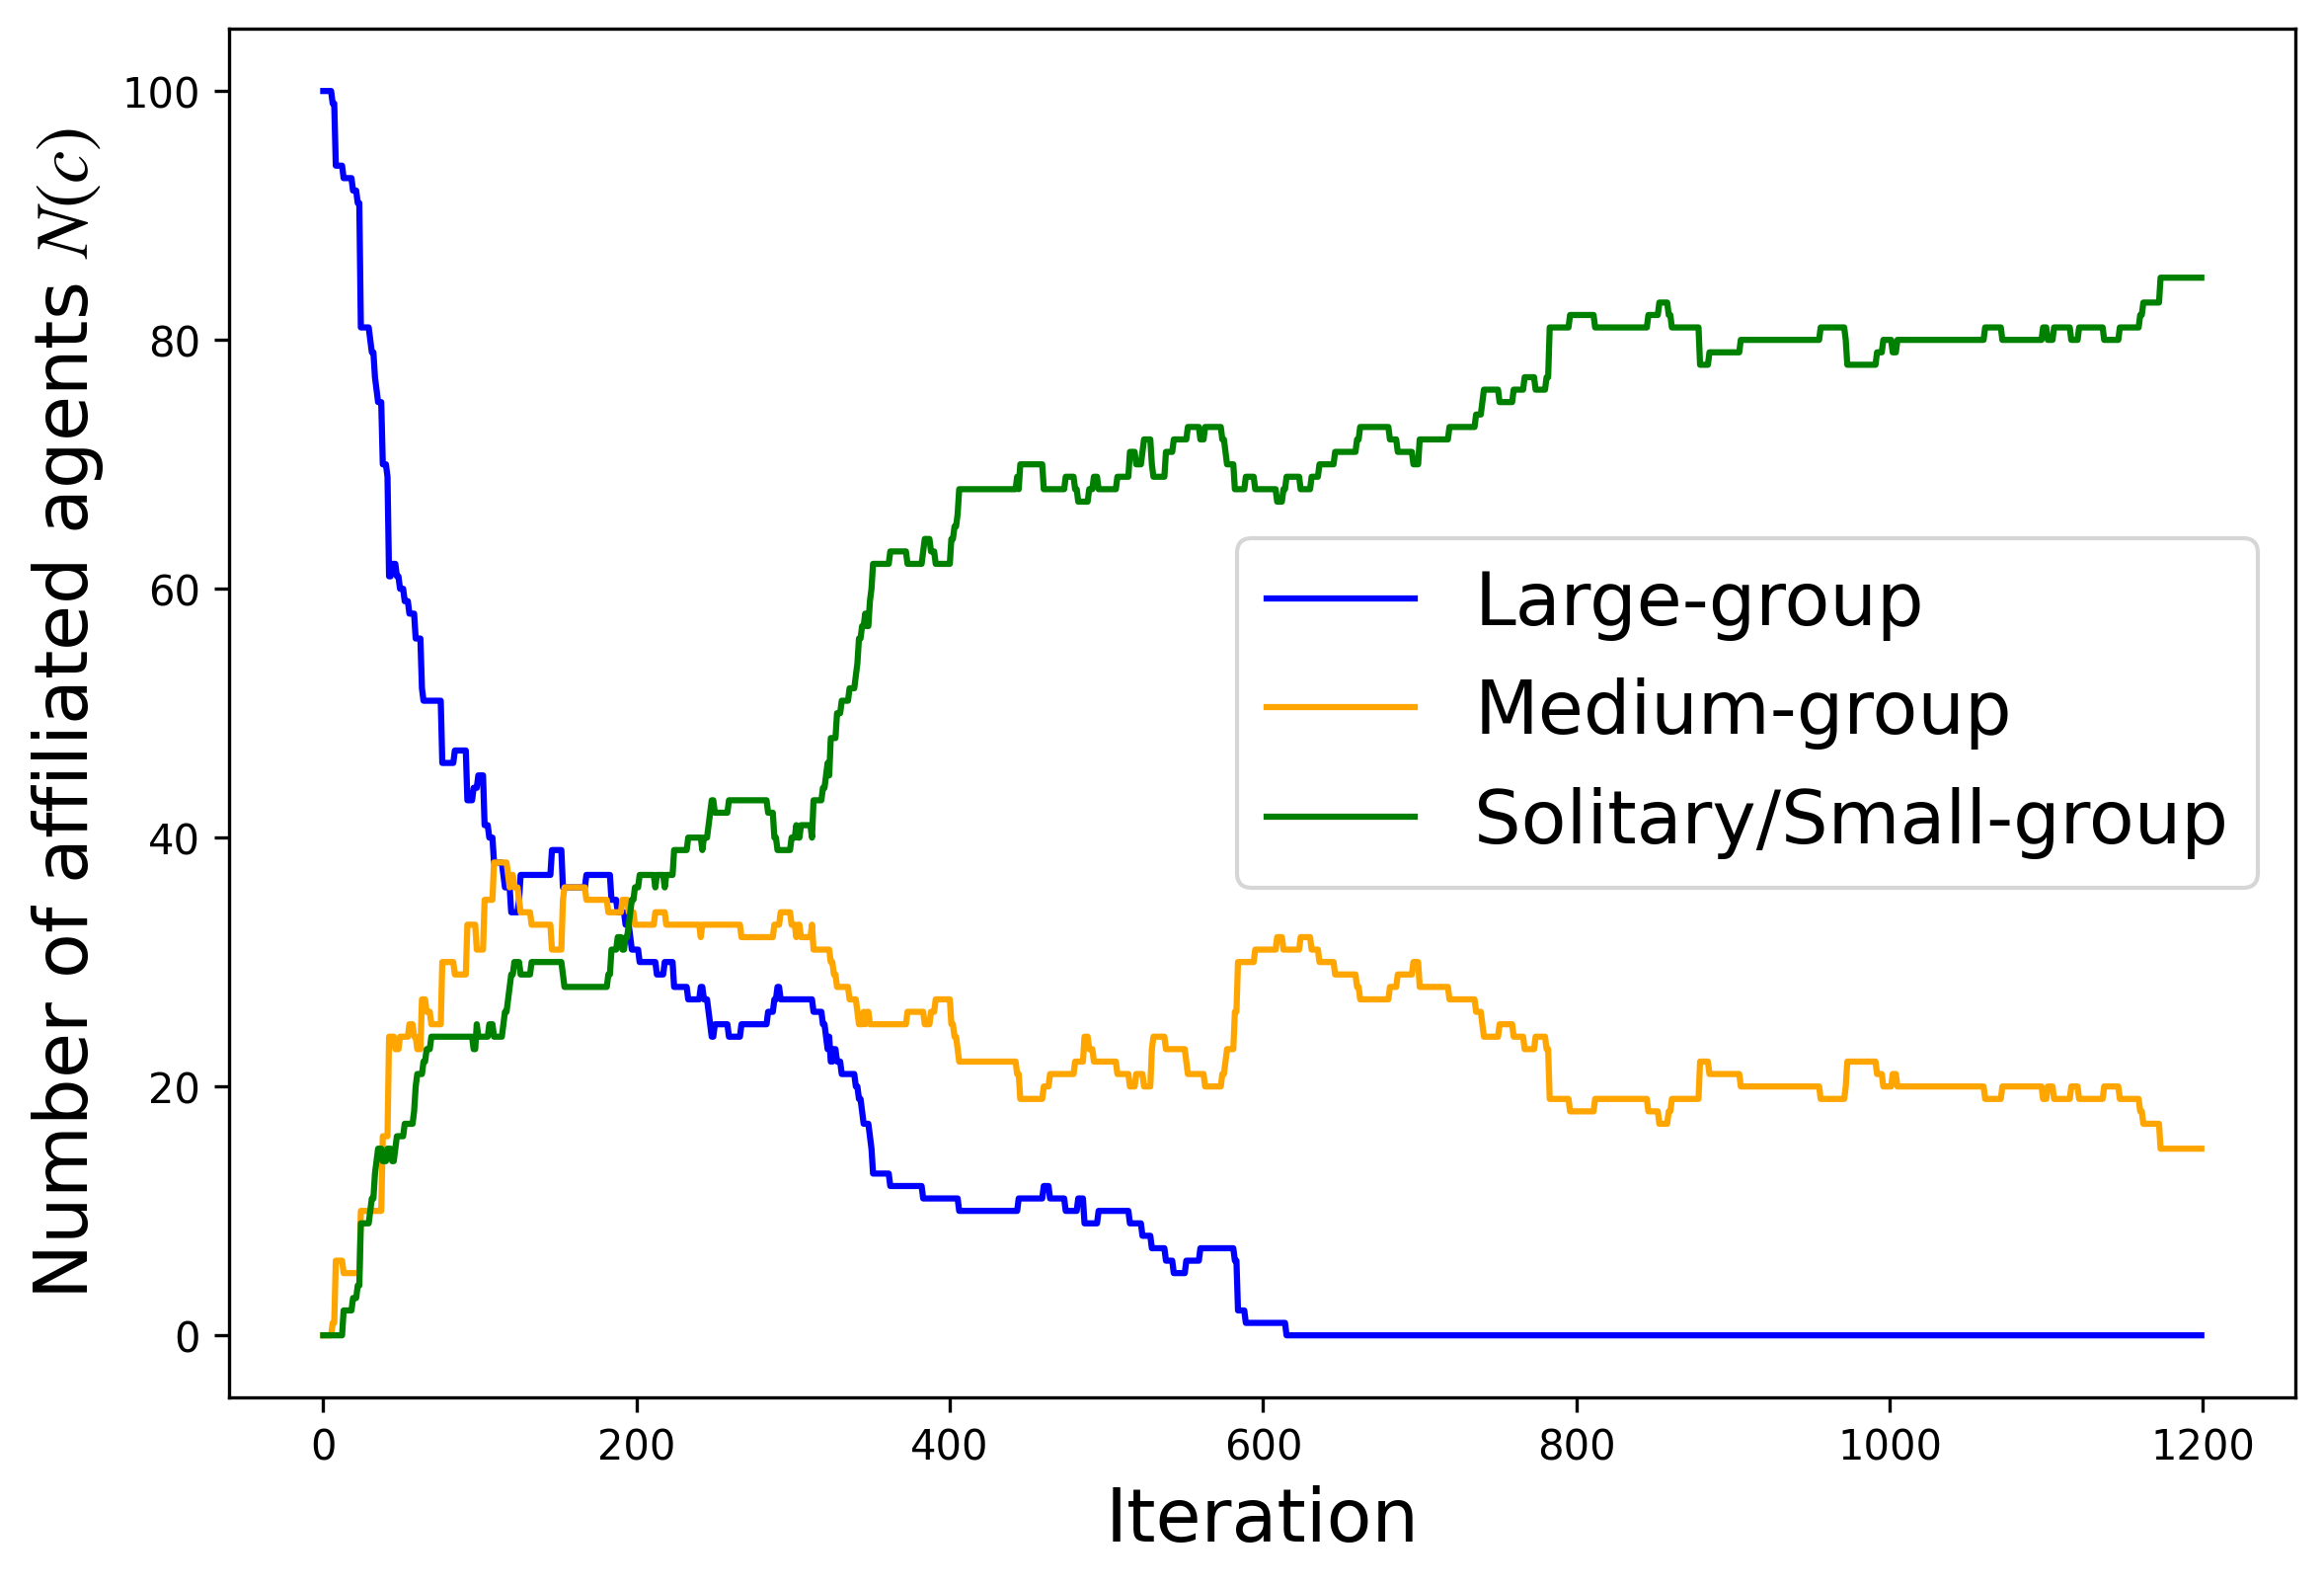 Number of affiliated agents N(c)
100
80
60
40
20
0
Large-group
Medium-group
Solitary/Small-group
0 200 400 600 800 1000 1200
Iteration